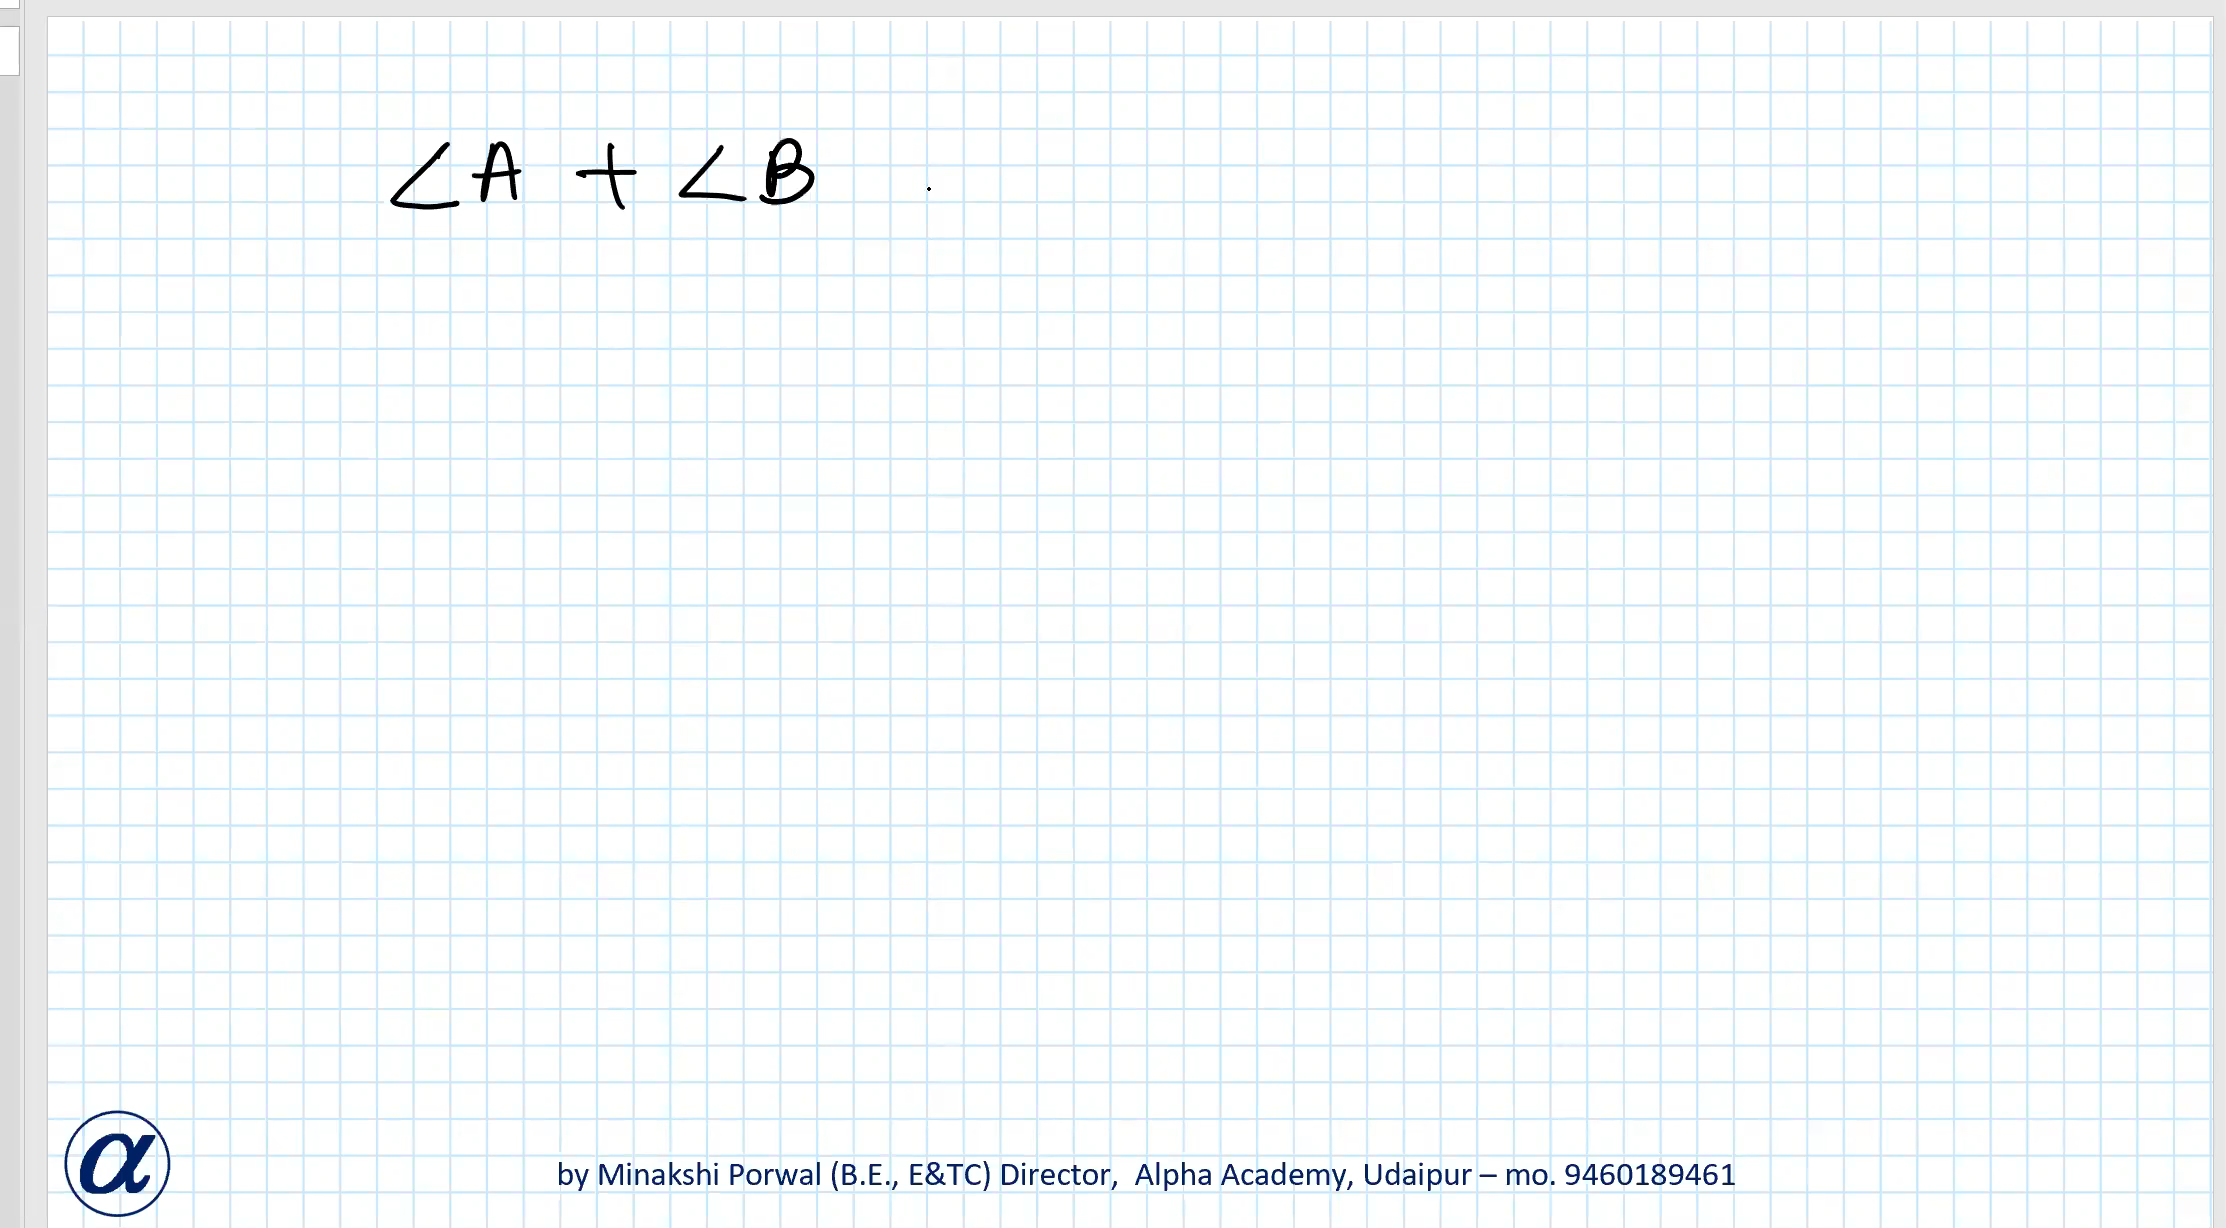 ∠A + ∠B
α
by Minakshi Porwal (B.E., E&TC) Director, Alpha Academy, Udaipur – mo. 9460189461